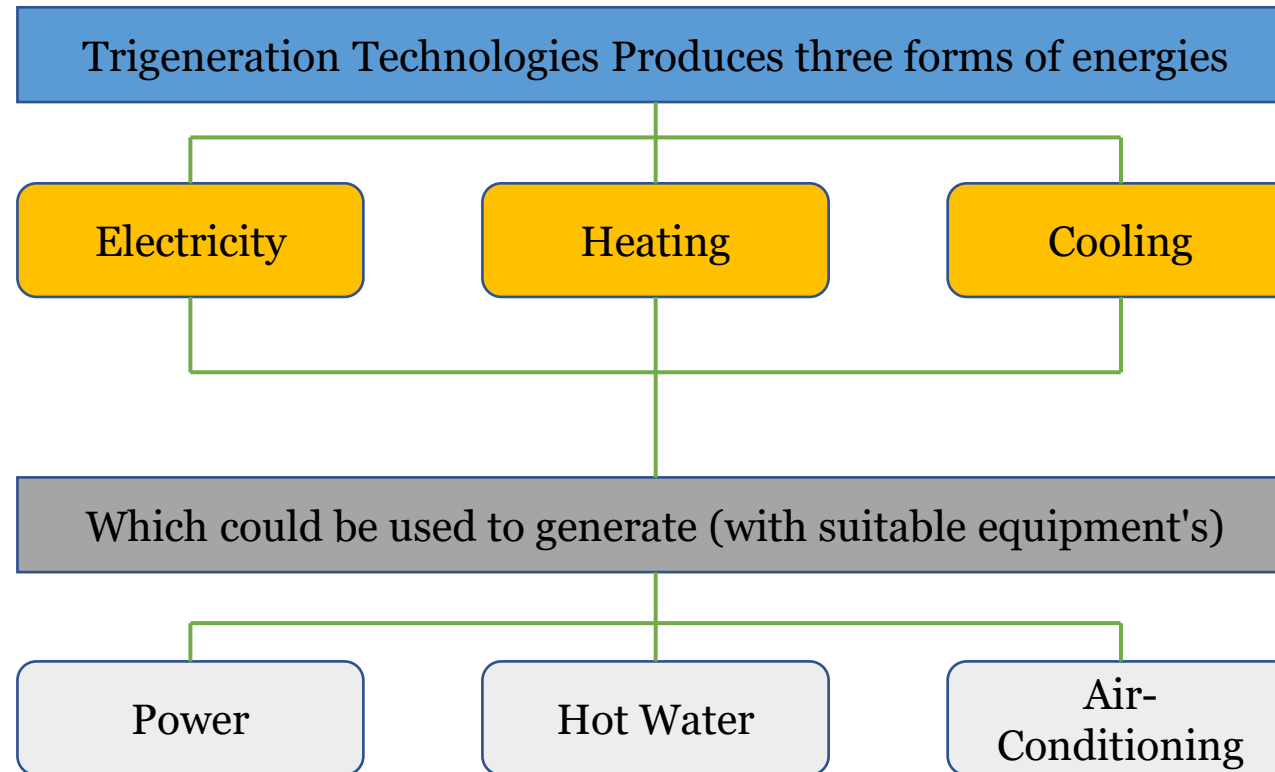 Trigeneration Technologies Produces three forms of energies
Electricity
Heating
Cooling
Which could be used to generate (with suitable equipment's)
Power
Hot Water
Air-
Conditioning